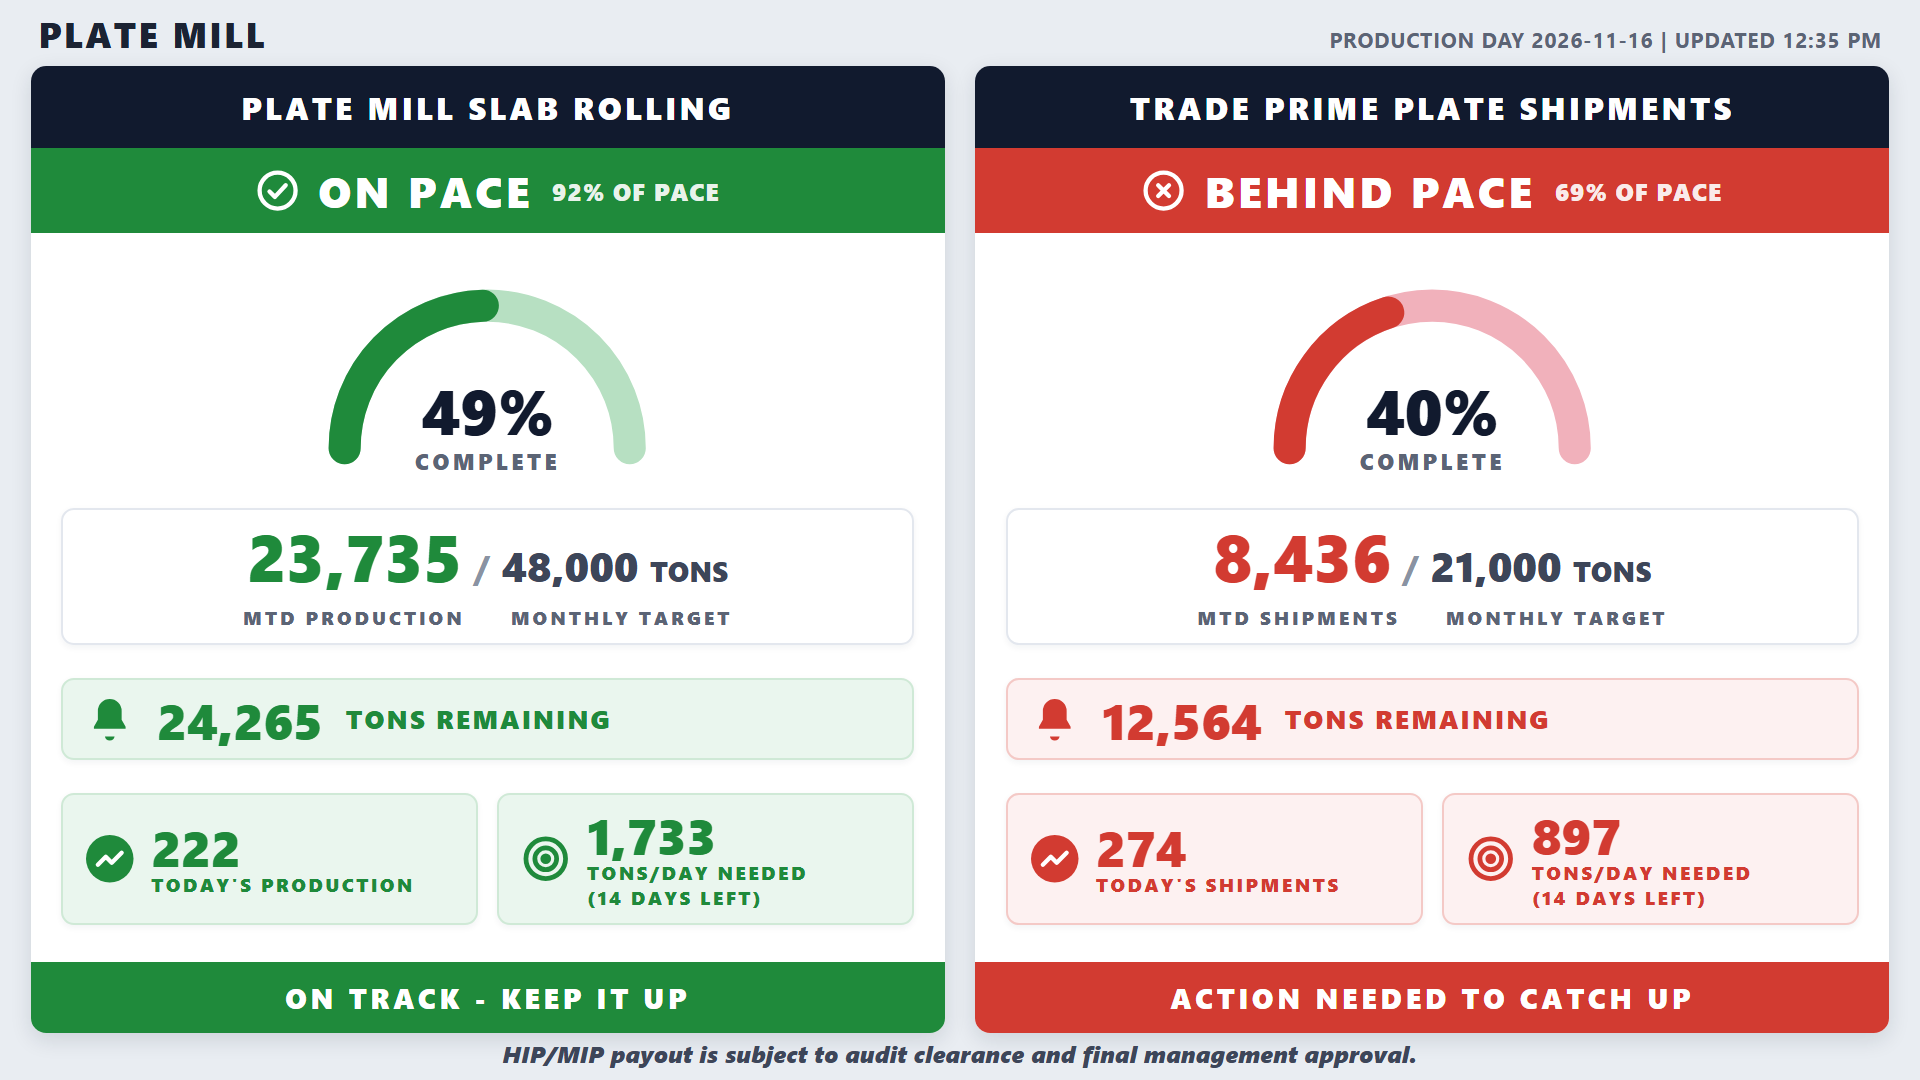 PLATE MILL
PRODUCTION DAY 2026-11-16 | UPDATED 12:35 PM
PLATE MILL SLAB ROLLING
ON PACE 92% OF PACE
49%
COMPLETE
23,735 / 48,000 TONS
MTD PRODUCTION MONTHLY TARGET
24,265 TONS REMAINING
222
TODAY'S PRODUCTION
1,733
TONS/DAY NEEDED
(14 DAYS LEFT)
ON TRACK - KEEP IT UP
TRADE PRIME PLATE SHIPMENTS
BEHIND PACE 69% OF PACE
40%
COMPLETE
8,436 / 21,000 TONS
MTD SHIPMENTS MONTHLY TARGET
12,564 TONS REMAINING
274
TODAY'S SHIPMENTS
897
TONS/DAY NEEDED
(14 DAYS LEFT)
ACTION NEEDED TO CATCH UP
HIP/MIP payout is subject to audit clearance and final management approval.